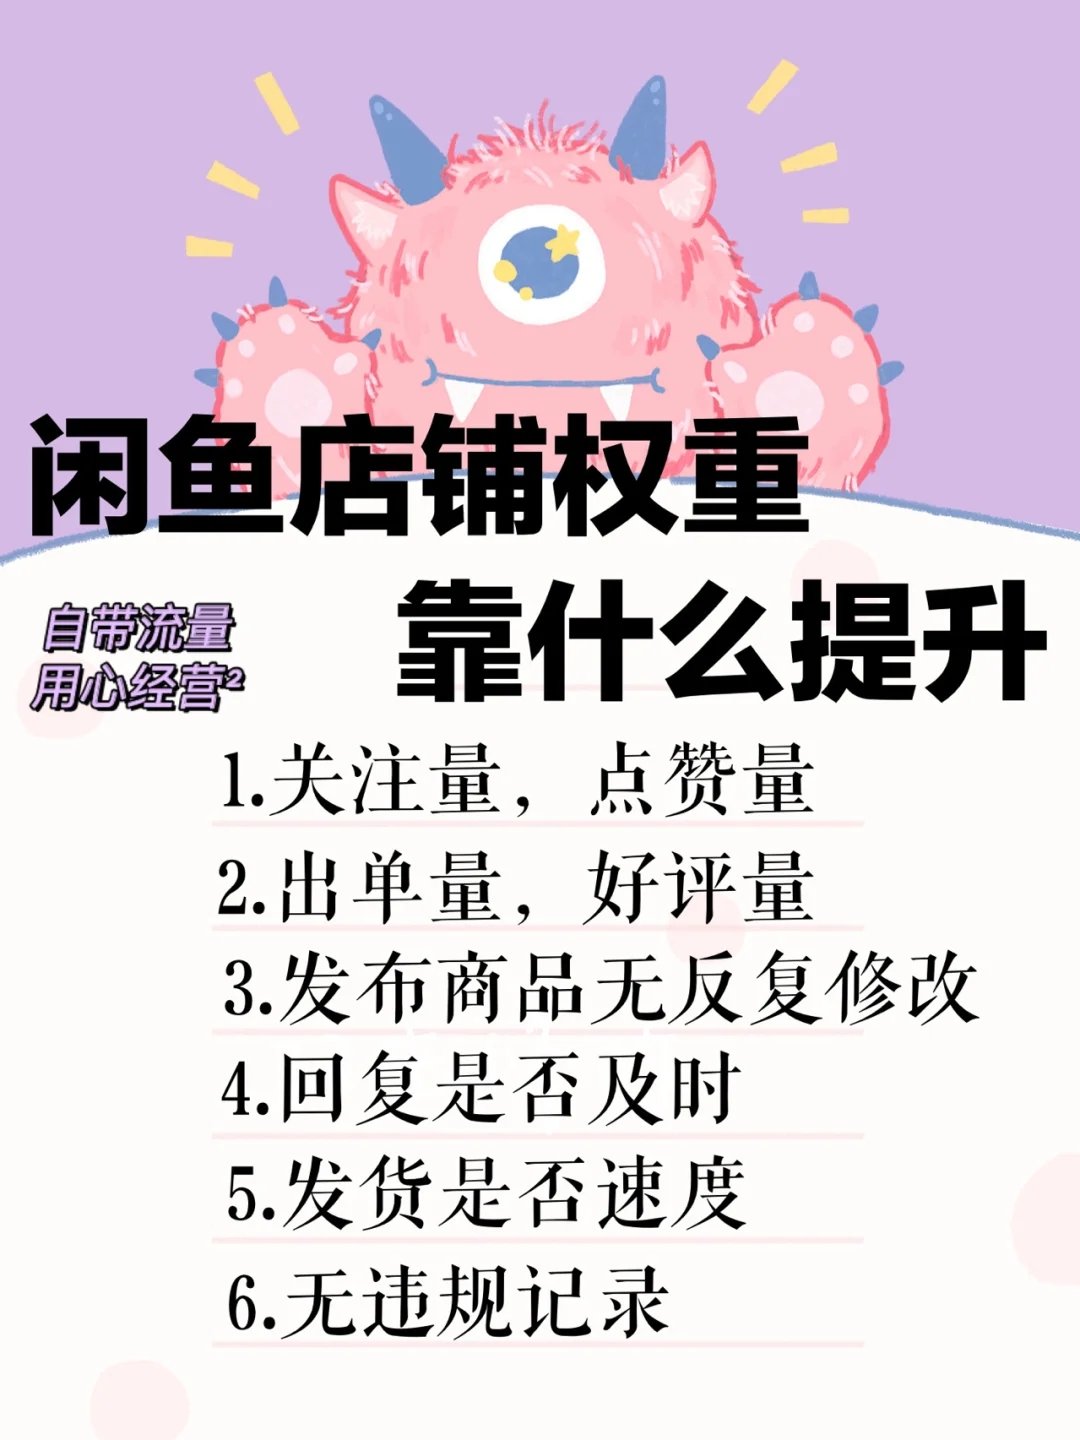 闲鱼店铺权重
靠什么提升
自带流量
用心经营²
1.关注量，点赞量
2.出单量，好评量
3.发布商品无反复修改
4.回复是否及时
5.发货是否速度
6.无违规记录